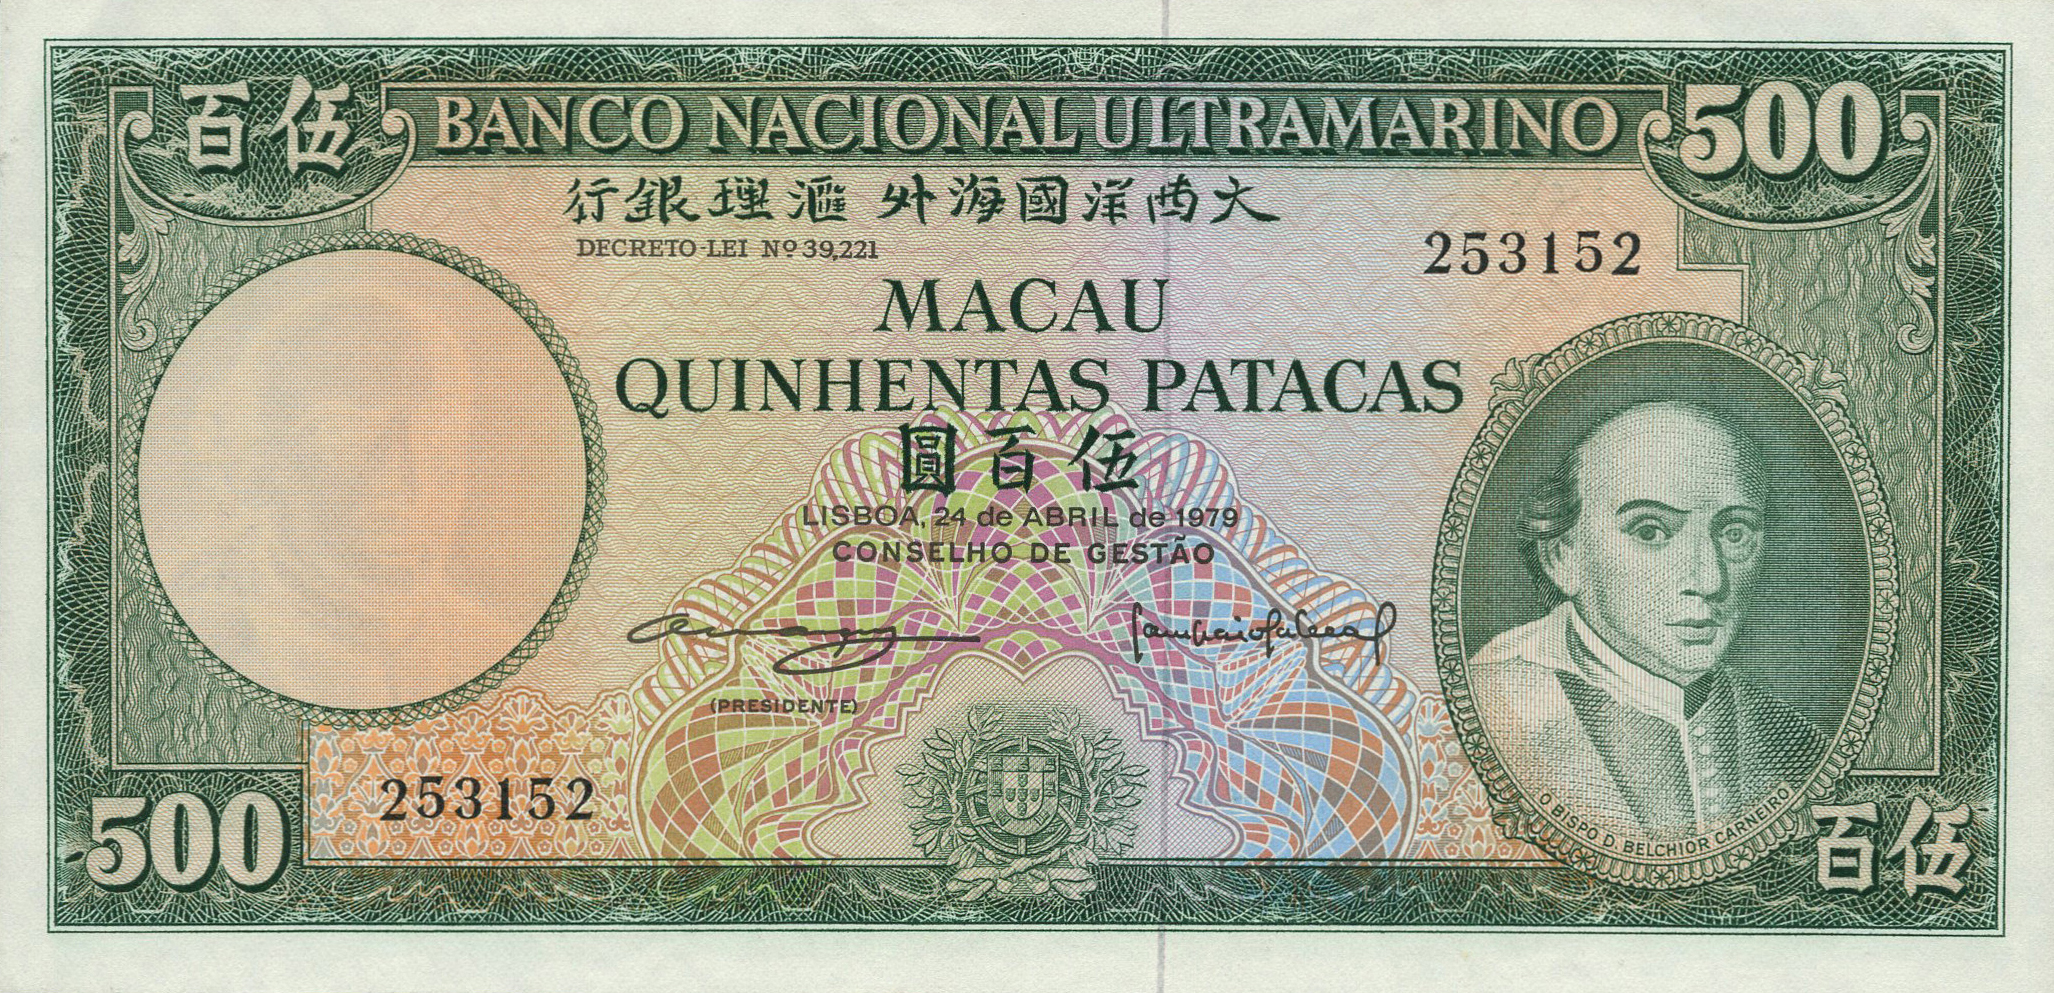 伍百
BANCO NACIONAL ULTRAMARINO
500
大西洋國海外滙理銀行
DECRETO-LEI Nº 39,221
253152
MACAU
QUINHENTAS PATACAS
伍百圓
LISBOA, 24 de ABRIL de 1979
CONSELHO DE GESTÃO
(PRESIDENTE)
253152
O BISPO D. BELCHIOR CARNEIRO
500
伍百